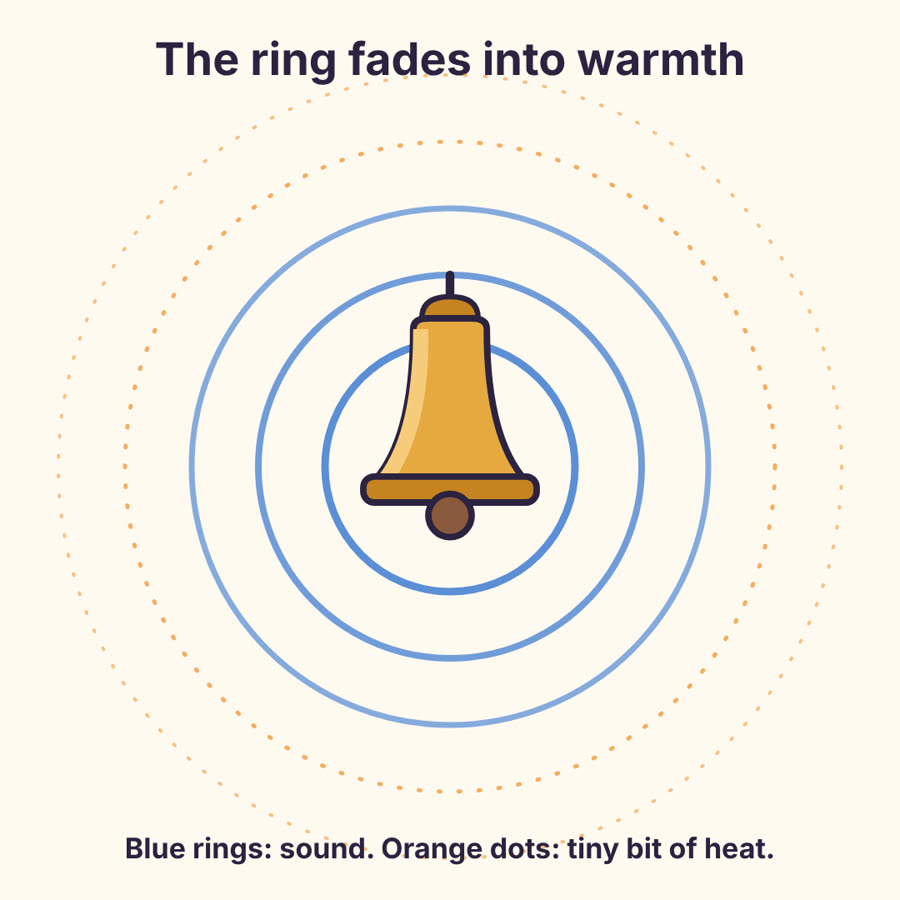 The ring fades into warmth
Blue rings: sound. Orange dots: tiny bit of heat.